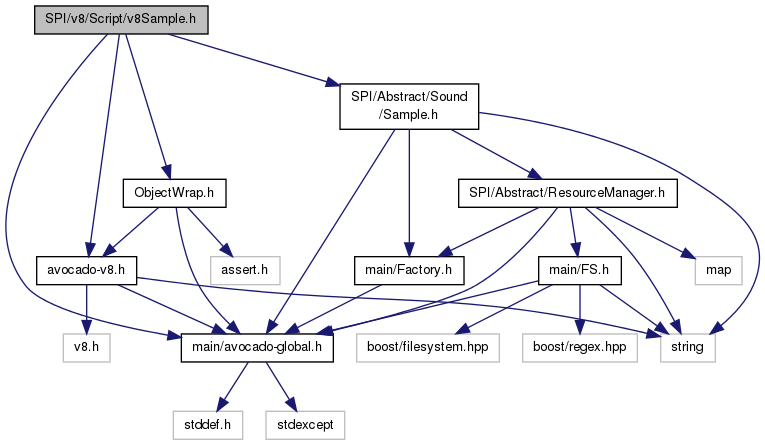 SPI/v8/Script/v8Sample.h
SPI/Abstract/Sound
/Sample.h
ObjectWrap.h
SPI/Abstract/ResourceManager.h
avocado-v8.h
assert.h
main/Factory.h
main/FS.h
map
v8.h
main/avocado-global.h
boost/filesystem.hpp
boost/regex.hpp
string
stddef.h
stdexcept